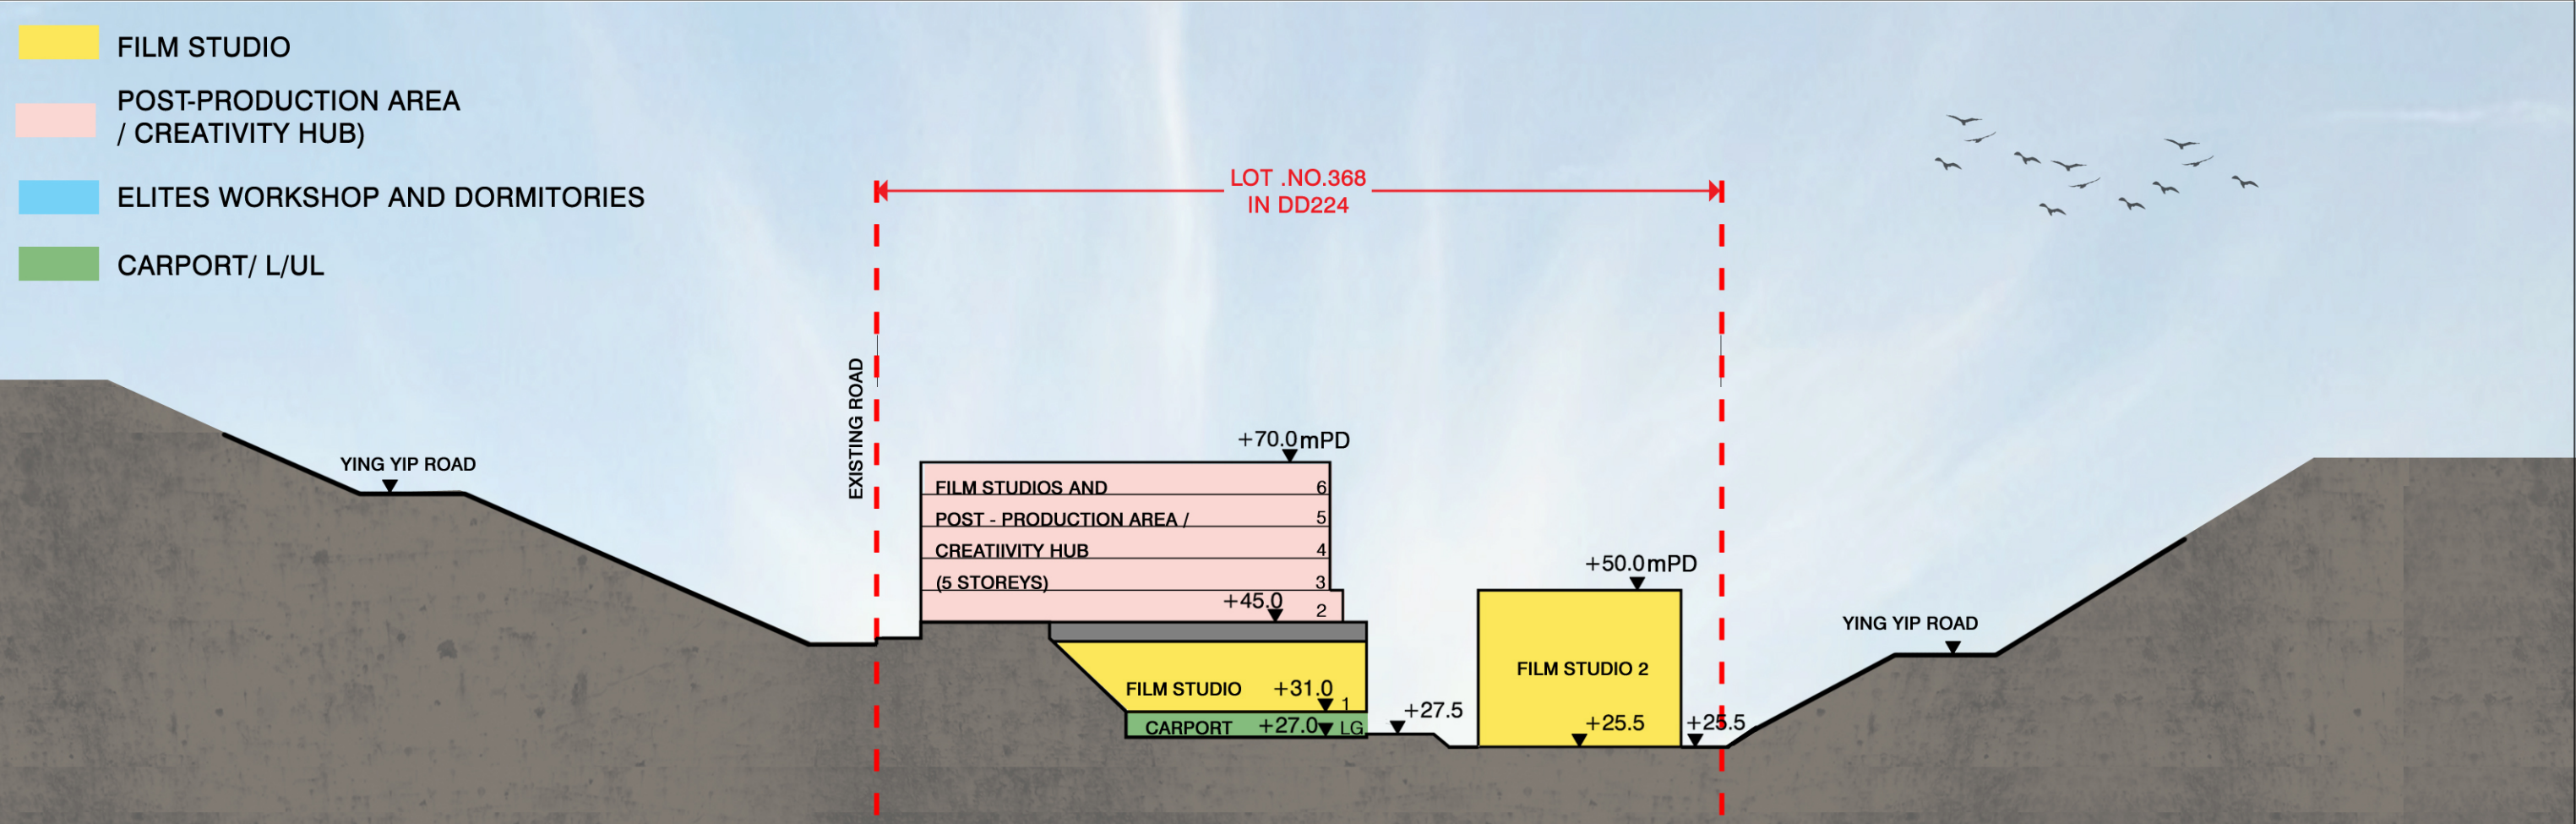 FILM STUDIO
POST-PRODUCTION AREA
/ CREATIVITY HUB)
ELITES WORKSHOP AND DORMITORIES
CARPORT/ L/UL
LOT .NO.368
IN DD224
EXISTING ROAD
YING YIP ROAD
+70.0mPD
FILM STUDIOS AND 6
POST - PRODUCTION AREA / 5
CREATIIVITY HUB 4
(5 STOREYS) 3
+45.0 2
FILM STUDIO +31.0 1
CARPORT +27.0 LG
+27.5
+50.0mPD
FILM STUDIO 2
+25.5
+25.5
YING YIP ROAD